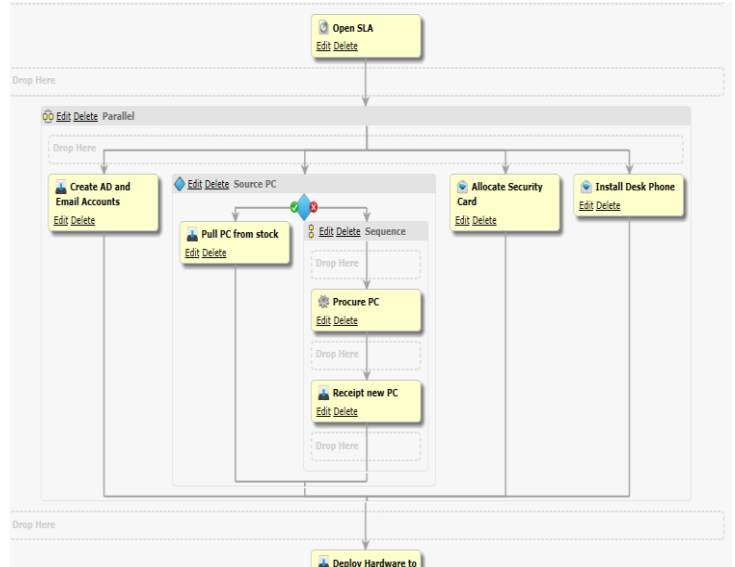 Open SLA
Edit Delete
Drop Here
Edit Delete Parallel
Drop Here
Create AD and
Email Accounts
Edit Delete
Edit Delete Source PC
Pull PC from stock
Edit Delete
Edit Delete Sequence
Drop Here
Procure PC
Edit Delete
Drop Here
Receipt new PC
Edit Delete
Drop Here
Allocate Security
Card
Edit Delete
Install Desk Phone
Edit Delete
Drop Here
Deploy Hardware to